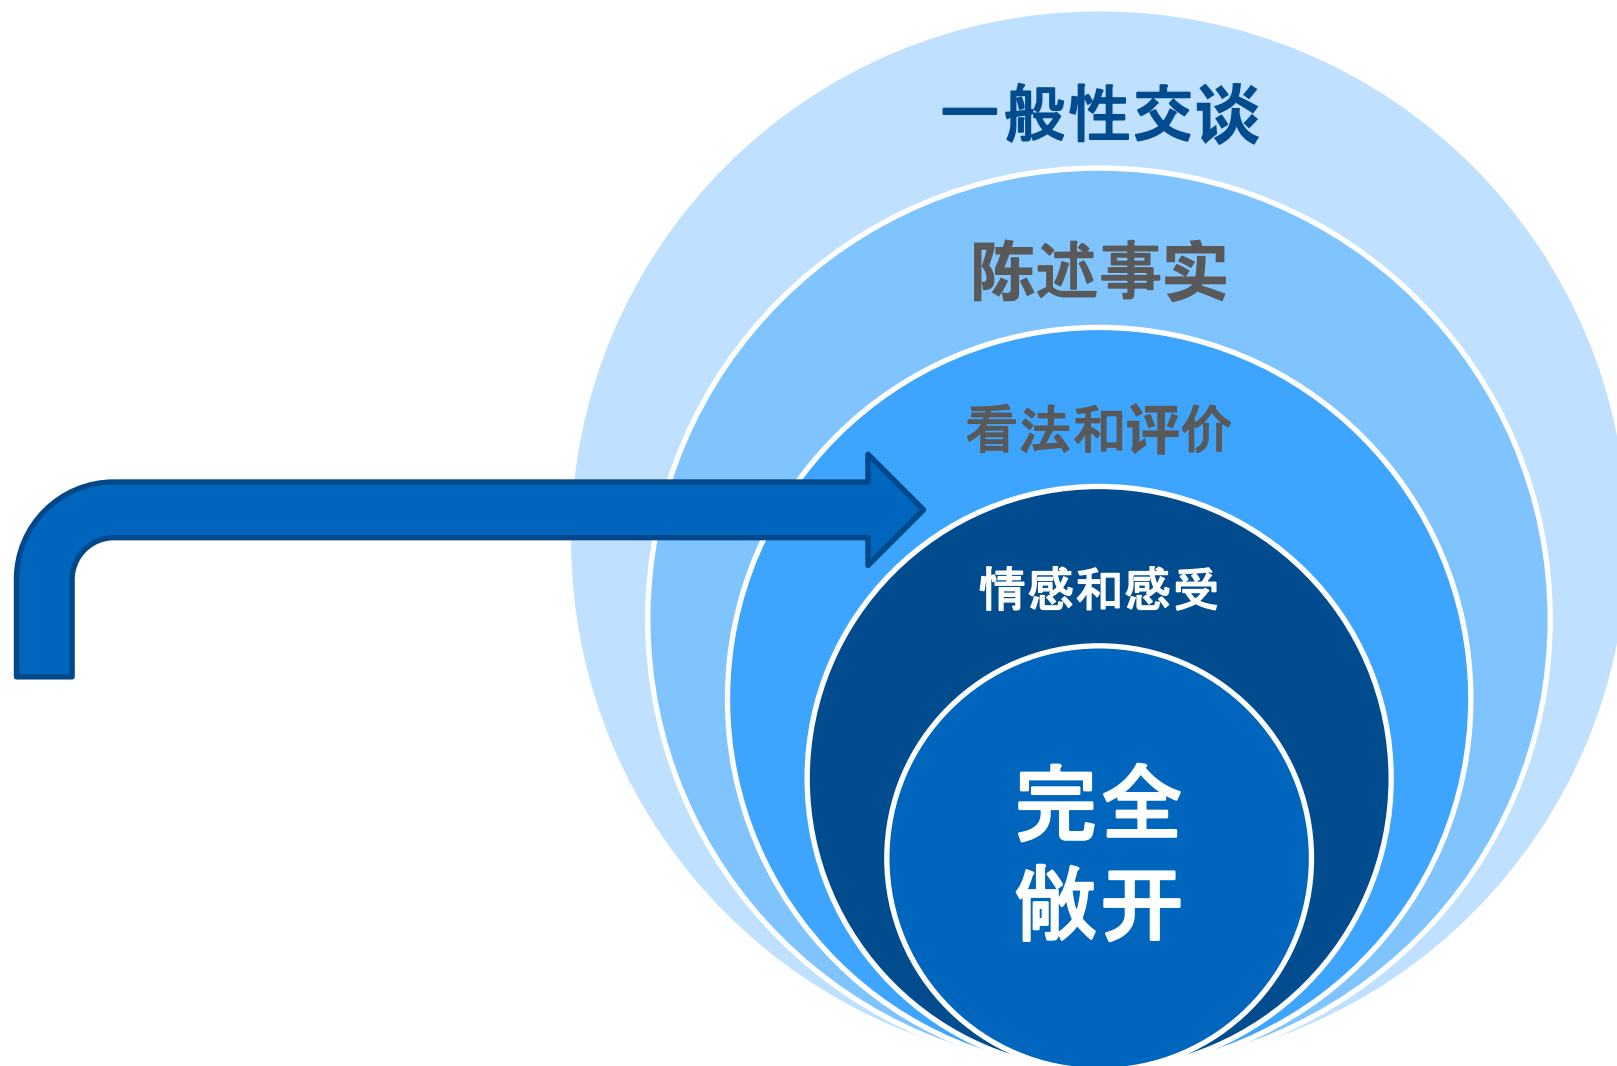 一般性交谈
陈述事实
看法和评价
情感和感受
完全
敞开